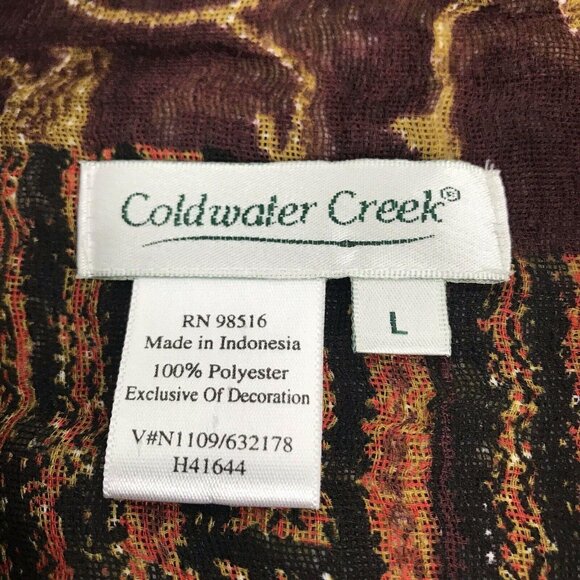 Coldwater Creek®
L
RN 98516
Made in Indonesia
100% Polyester
Exclusive Of Decoration
V#N1109/632178
H41644